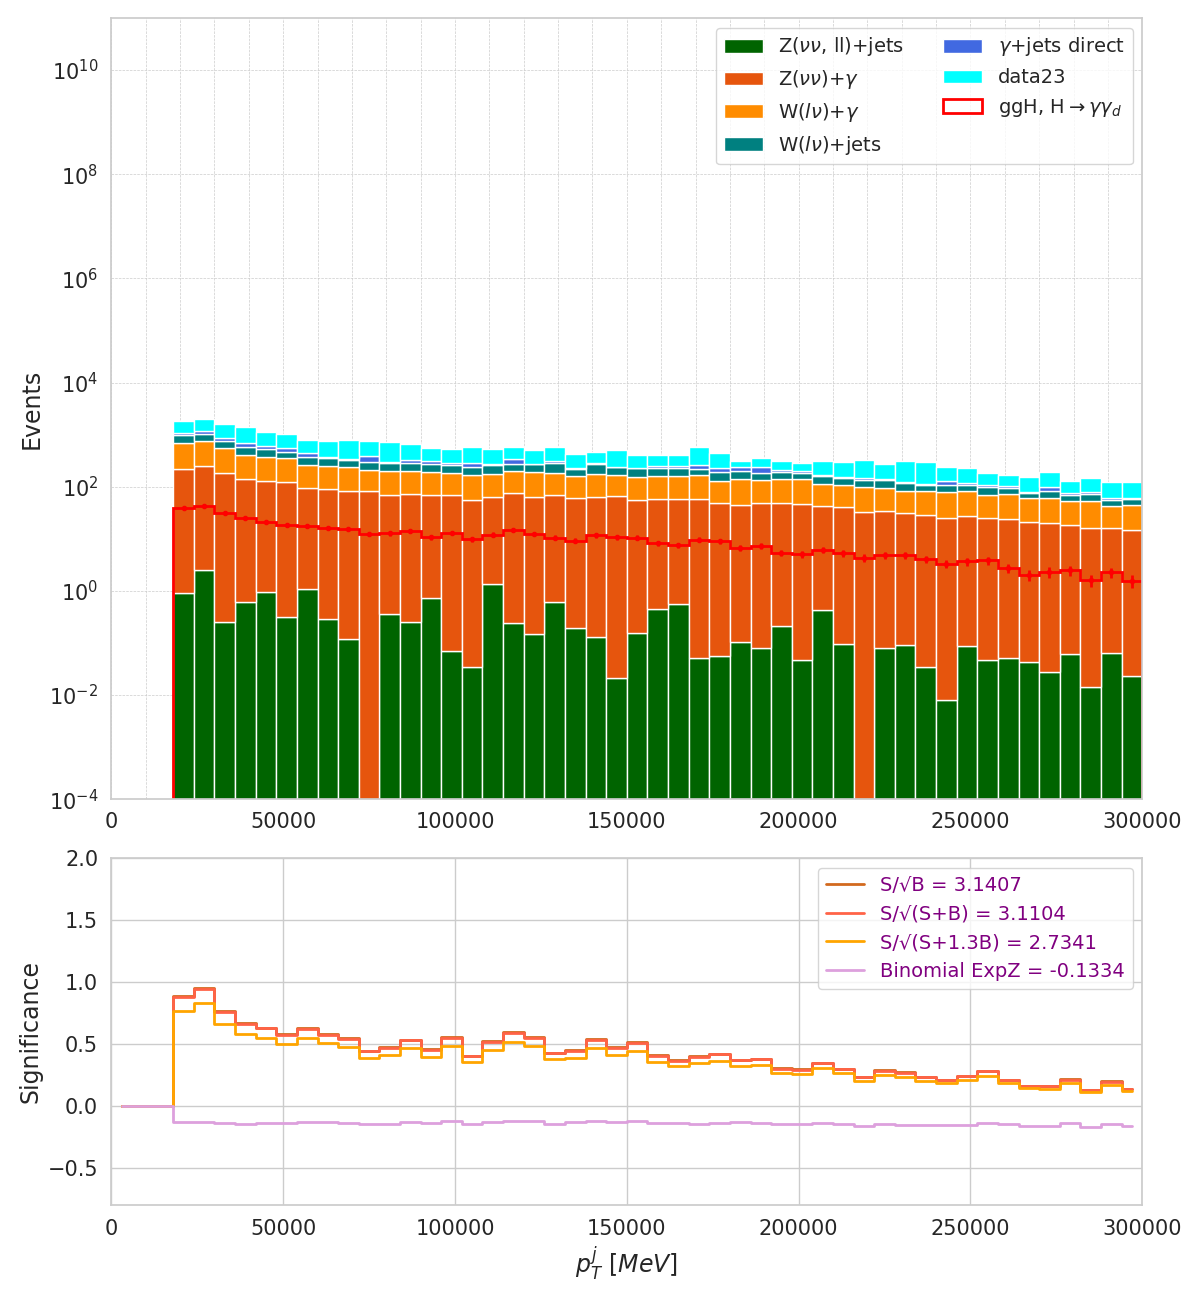 Events
10^10
10^8
10^6
10^4
10^2
10^0
10^−2
10^−4
Z(νν, ll)+jets
Z(νν)+γ
W(lν)+γ
W(lν)+jets
γ+jets direct
data23
ggH, H→γγ_d
0 50000 100000 150000 200000 250000 300000
Significance
2.0
1.5
1.0
0.5
0.0
−0.5
S/√B = 3.1407
S/√(S+B) = 3.1104
S/√(S+1.3B) = 2.7341
Binomial ExpZ = -0.1334
0 50000 100000 150000 200000 250000 300000
p_T^j [MeV]